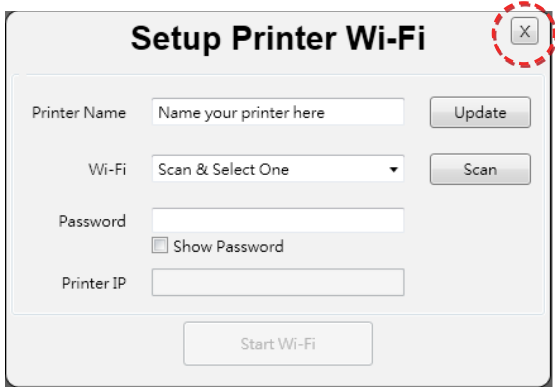 Setup Printer Wi-Fi
X
Printer Name
Name your printer here
Update
Wi-Fi
Scan & Select One
Scan
Password
Show Password
Printer IP
Start Wi-Fi